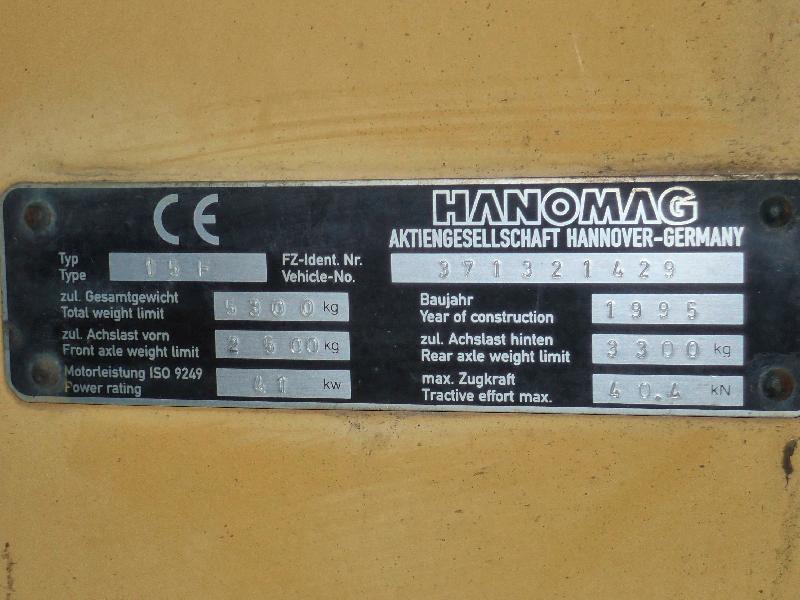 CE
HANOMAG
AKTIENGESELLSCHAFT HANNOVER-GERMANY
Typ
Type
15F
FZ-Ident. Nr.
Vehicle-No.
371321429
zul. Gesamtgewicht
Total weight limit
5300 kg
Baujahr
Year of construction
1995
zul. Achslast vorn
Front axle weight limit
2500 kg
zul. Achslast hinten
Rear axle weight limit
3300 kg
Motorleistung ISO 9249
Power rating
41 kw
max. Zugkraft
Tractive effort max.
40.4 kN